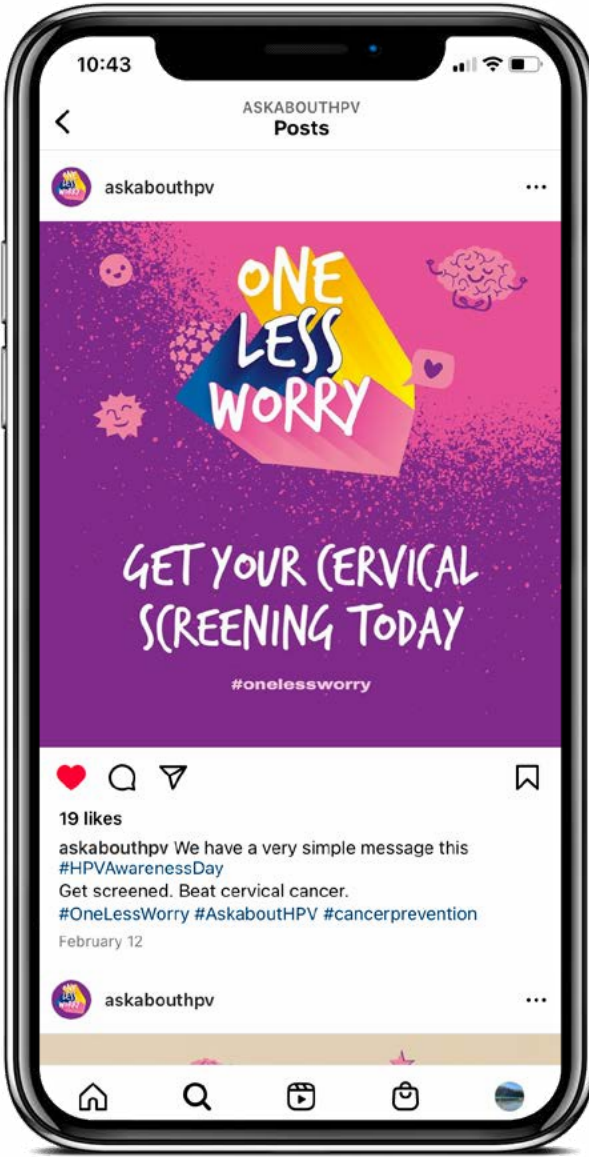 10:43
ASKABOUTHPV
Posts
askabouthpv
ONE
LESS
WORRY
GET YOUR CERVICAL
SCREENING TODAY
#onelessworry
19 likes
askabouthpv We have a very simple message this
#HPVAwarenessDay
Get screened. Beat cervical cancer.
#OneLessWorry #AskaboutHPV #cancerprevention
February 12
askabouthpv